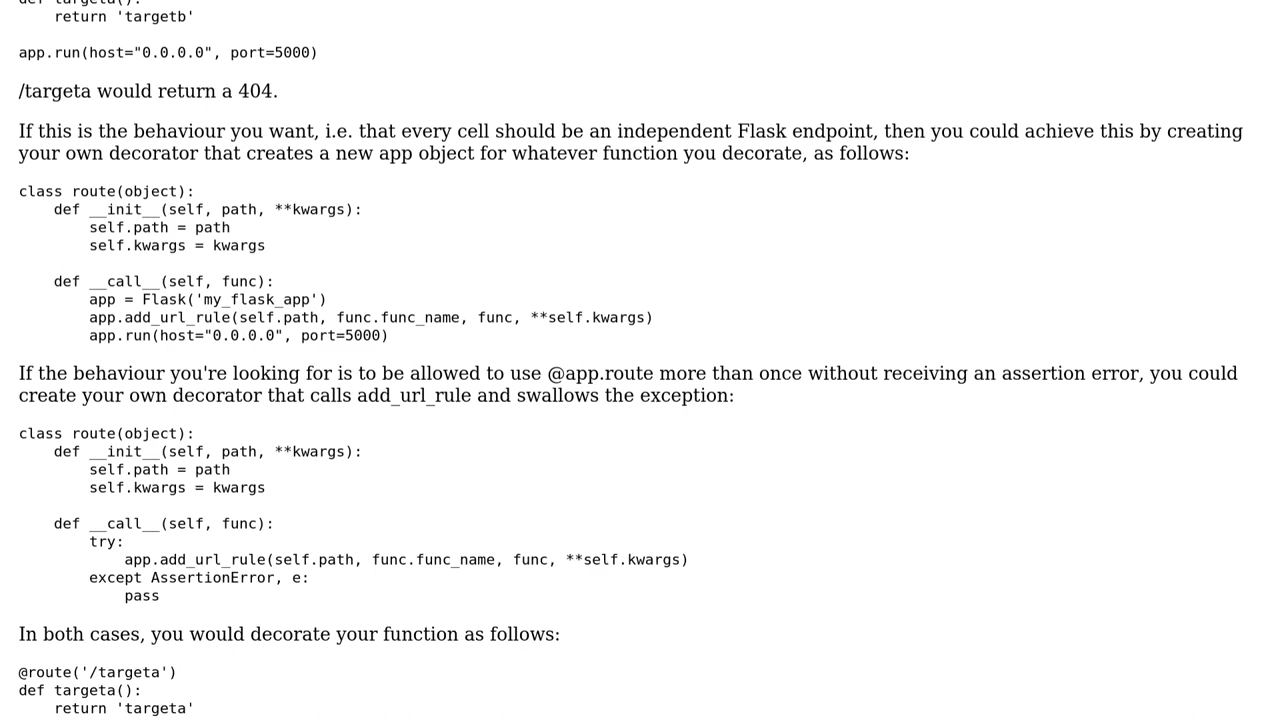 def targeta():
    return 'targetb'

app.run(host="0.0.0.0", port=5000)

/targeta would return a 404.

If this is the behaviour you want, i.e. that every cell should be an independent Flask endpoint, then you could achieve this by creating
your own decorator that creates a new app object for whatever function you decorate, as follows:

class route(object):
    def __init__(self, path, **kwargs):
        self.path = path
        self.kwargs = kwargs

    def __call__(self, func):
        app = Flask('my_flask_app')
        app.add_url_rule(self.path, func.func_name, func, **self.kwargs)
        app.run(host="0.0.0.0", port=5000)

If the behaviour you're looking for is to be allowed to use @app.route more than once without receiving an assertion error, you could
create your own decorator that calls add_url_rule and swallows the exception:

class route(object):
    def __init__(self, path, **kwargs):
        self.path = path
        self.kwargs = kwargs

    def __call__(self, func):
        try:
            app.add_url_rule(self.path, func.func_name, func, **self.kwargs)
        except AssertionError, e:
            pass

In both cases, you would decorate your function as follows:

@route('/targeta')
def targeta():
    return 'targeta'